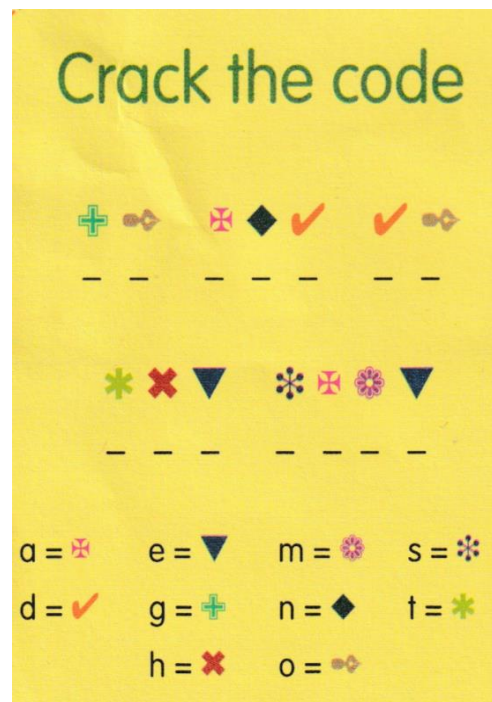 Crack the code
a = ✠ e = ▼ m = ❁ s = ✻
d = ✔ g = ✚ n = ◆ t = ✱
h = ✖ o = ✑